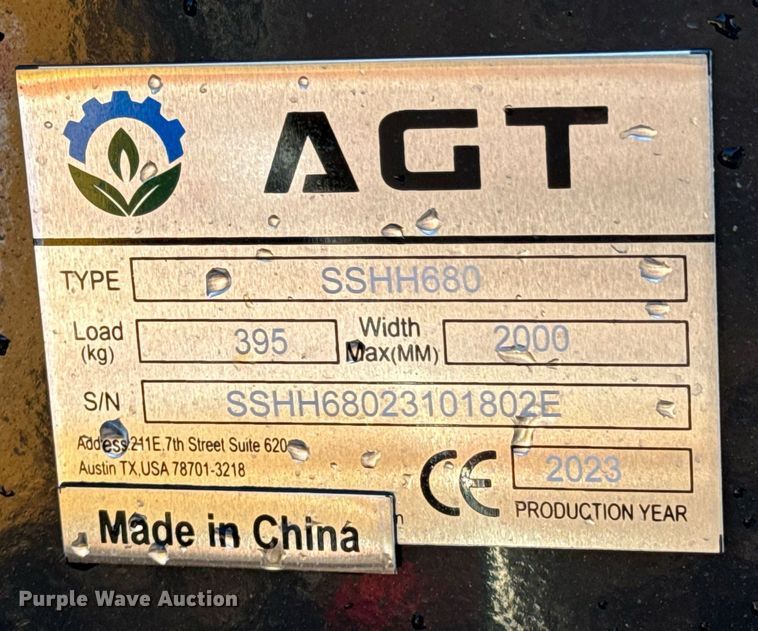 AGT
TYPE SSHH680
Load (kg) 395 Width Max(MM) 2000
S/N SSHH68023101802E
Address 211E.7th Street Suite 620
Austin TX,USA 78701-3218
CE 2023
PRODUCTION YEAR
Made in China
Purple Wave Auction